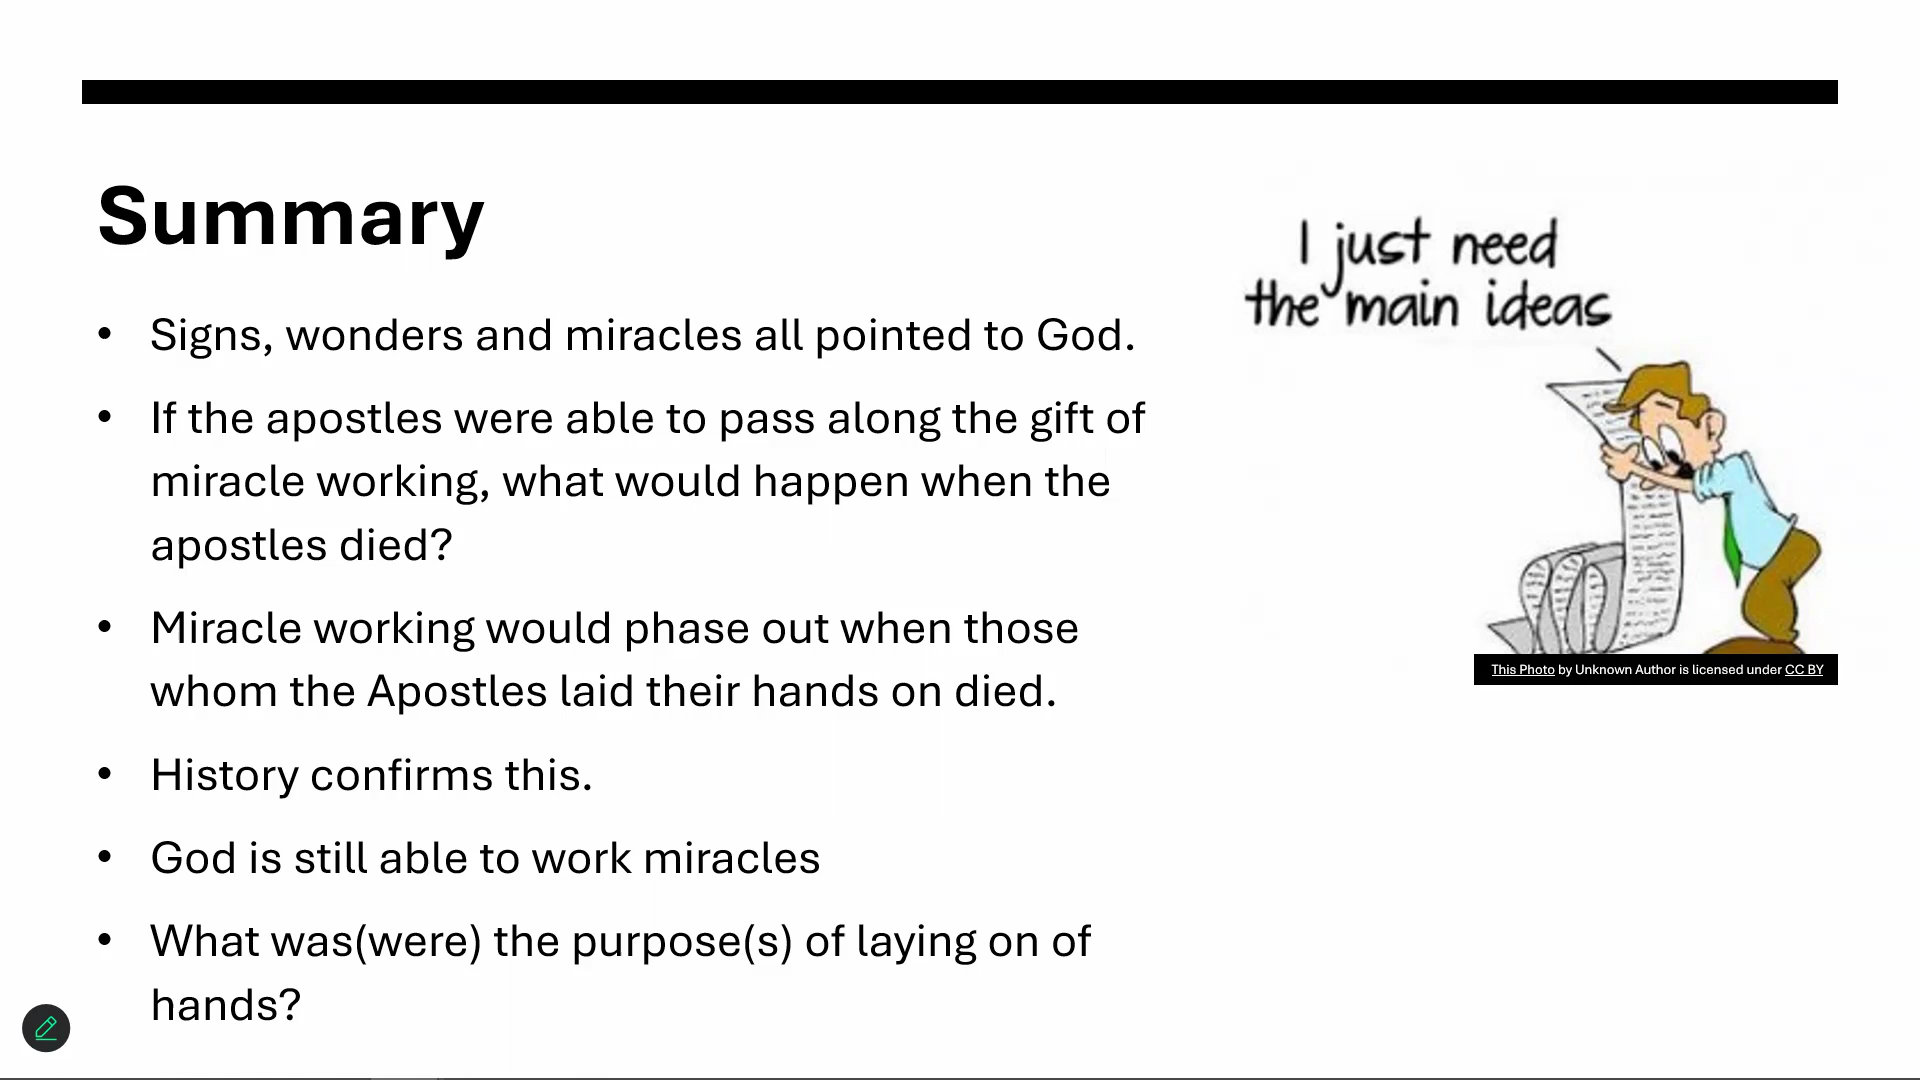 Summary
• Signs, wonders and miracles all pointed to God.
• If the apostles were able to pass along the gift of
miracle working, what would happen when the
apostles died?
• Miracle working would phase out when those
whom the Apostles laid their hands on died.
• History confirms this.
• God is still able to work miracles
• What was(were) the purpose(s) of laying on of
hands?
I just need
the main ideas
This Photo by Unknown Author is licensed under CC BY